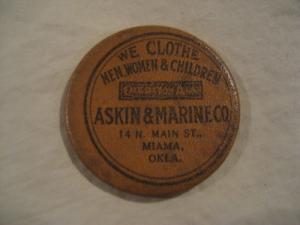 WE CLOTHE
MEN, WOMEN & CHILDREN
ASKIN & MARINE CO.
14 N. MAIN ST.,
MIAMA,
OKLA.